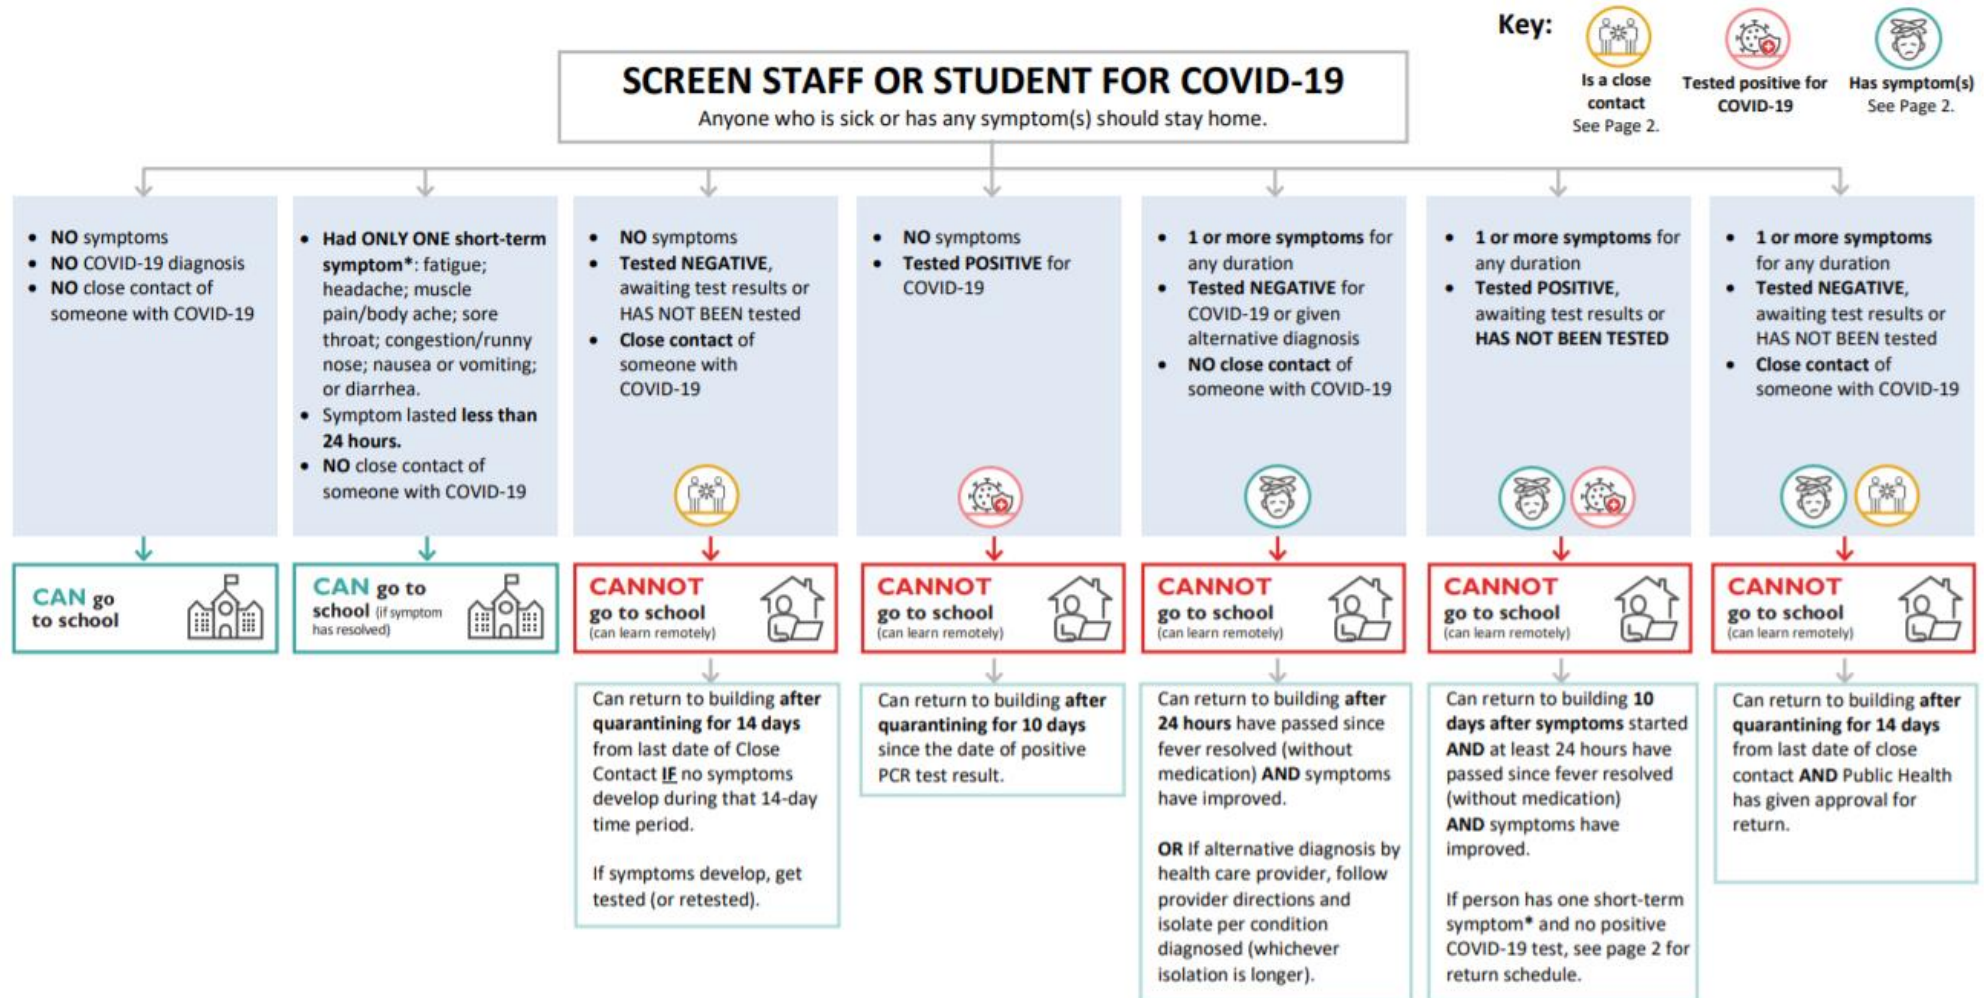 Key:
Is a close
contact
See Page 2.
Tested positive for
COVID-19
Has symptom(s)
See Page 2.
SCREEN STAFF OR STUDENT FOR COVID-19
Anyone who is sick or has any symptom(s) should stay home.
• NO symptoms
• NO COVID-19 diagnosis
• NO close contact of
someone with COVID-19
CAN go
to school
• Had ONLY ONE short-term
symptom*: fatigue;
headache; muscle
pain/body ache; sore
throat; congestion/runny
nose; nausea or vomiting;
or diarrhea.
• Symptom lasted less than
24 hours.
• NO close contact of
someone with COVID-19
CAN go to
school (if symptom
has resolved)
• NO symptoms
• Tested NEGATIVE,
awaiting test results or
HAS NOT BEEN tested
• Close contact of
someone with
COVID-19
CANNOT
go to school
(can learn remotely)
Can return to building after
quarantining for 14 days
from last date of Close
Contact IF no symptoms
develop during that 14-day
time period.
If symptoms develop, get
tested (or retested).
• NO symptoms
• Tested POSITIVE for
COVID-19
CANNOT
go to school
(can learn remotely)
Can return to building after
quarantining for 10 days
since the date of positive
PCR test result.
• 1 or more symptoms for
any duration
• Tested NEGATIVE for
COVID-19 or given
alternative diagnosis
• NO close contact of
someone with COVID-19
CANNOT
go to school
(can learn remotely)
Can return to building after
24 hours have passed since
fever resolved (without
medication) AND symptoms
have improved.
OR If alternative diagnosis by
health care provider, follow
provider directions and
isolate per condition
diagnosed (whichever
isolation is longer).
• 1 or more symptoms for
any duration
• Tested POSITIVE,
awaiting test results or
HAS NOT BEEN TESTED
CANNOT
go to school
(can learn remotely)
Can return to building 10
days after symptoms started
AND at least 24 hours have
passed since fever resolved
(without medication)
AND symptoms have
improved.
If person has one short-term
symptom* and no positive
COVID-19 test, see page 2 for
return schedule.
• 1 or more symptoms
for any duration
• Tested NEGATIVE,
awaiting test results or
HAS NOT BEEN tested
• Close contact of
someone with COVID-19
CANNOT
go to school
(can learn remotely)
Can return to building after
quarantining for 14 days
from last date of close
contact AND Public Health
has given approval for
return.